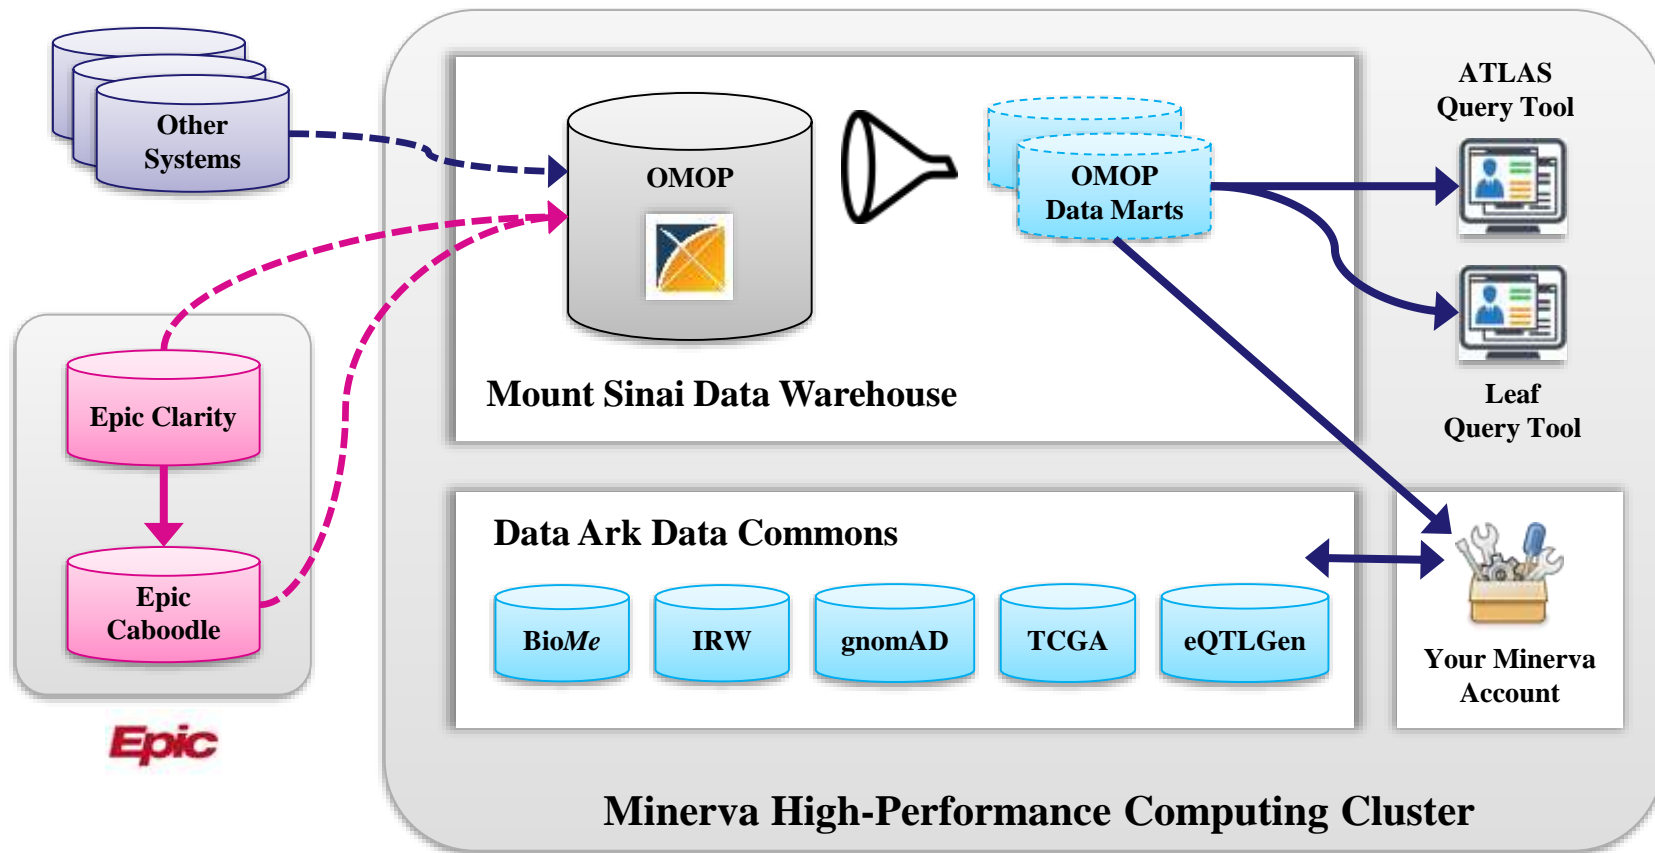 Other
Systems
OMOP
OMOP
Data Marts
ATLAS
Query Tool
Leaf
Query Tool
Mount Sinai Data Warehouse
Epic Clarity
Epic
Caboodle
Epic
Data Ark Data Commons
BioMe
IRW
gnomAD
TCGA
eQTLGen
Your Minerva
Account
Minerva High-Performance Computing Cluster